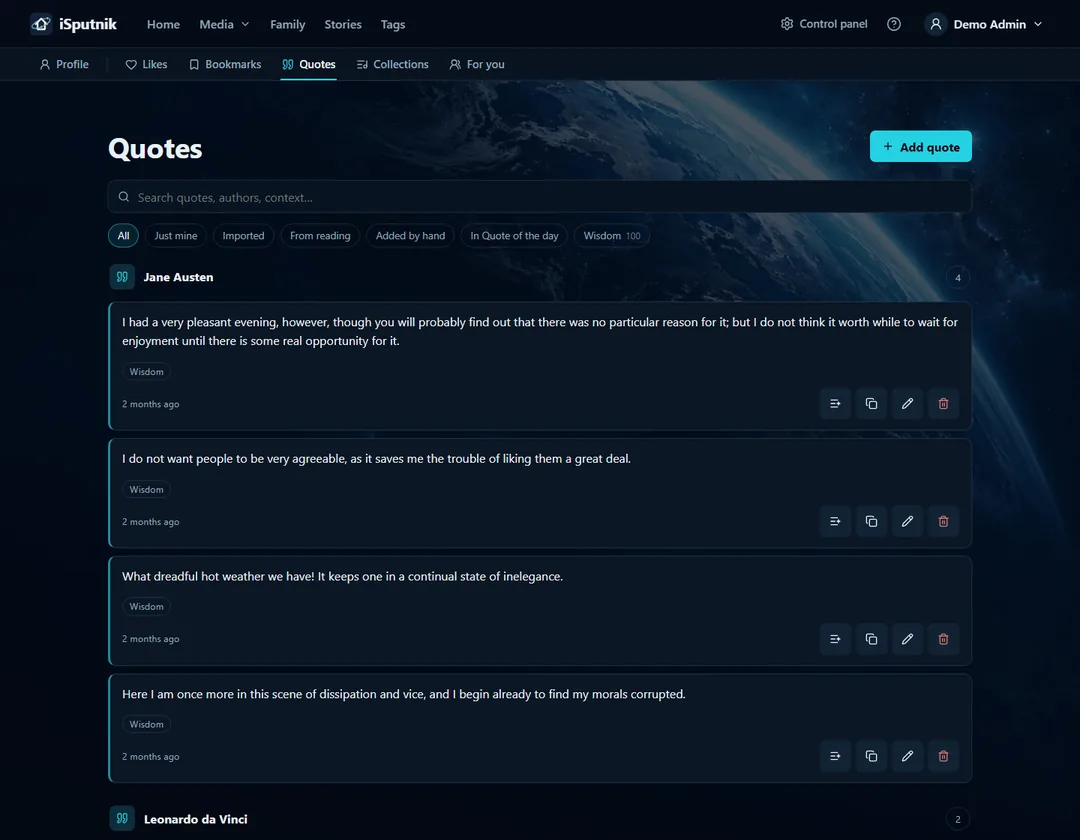 iSputnik Home Media Family Stories Tags Control panel Demo Admin
Profile Likes Bookmarks Quotes Collections For you
Quotes
+ Add quote
Search quotes, authors, context...
All Just mine Imported From reading Added by hand In Quote of the day Wisdom 100
Jane Austen 4
I had a very pleasant evening, however, though you will probably find out that there was no particular reason for it; but I do not think it worth while to wait for
enjoyment until there is some real opportunity for it.
Wisdom
2 months ago
I do not want people to be very agreeable, as it saves me the trouble of liking them a great deal.
Wisdom
2 months ago
What dreadful hot weather we have! It keeps one in a continual state of inelegance.
Wisdom
2 months ago
Here I am once more in this scene of dissipation and vice, and I begin already to find my morals corrupted.
Wisdom
2 months ago
Leonardo da Vinci 2